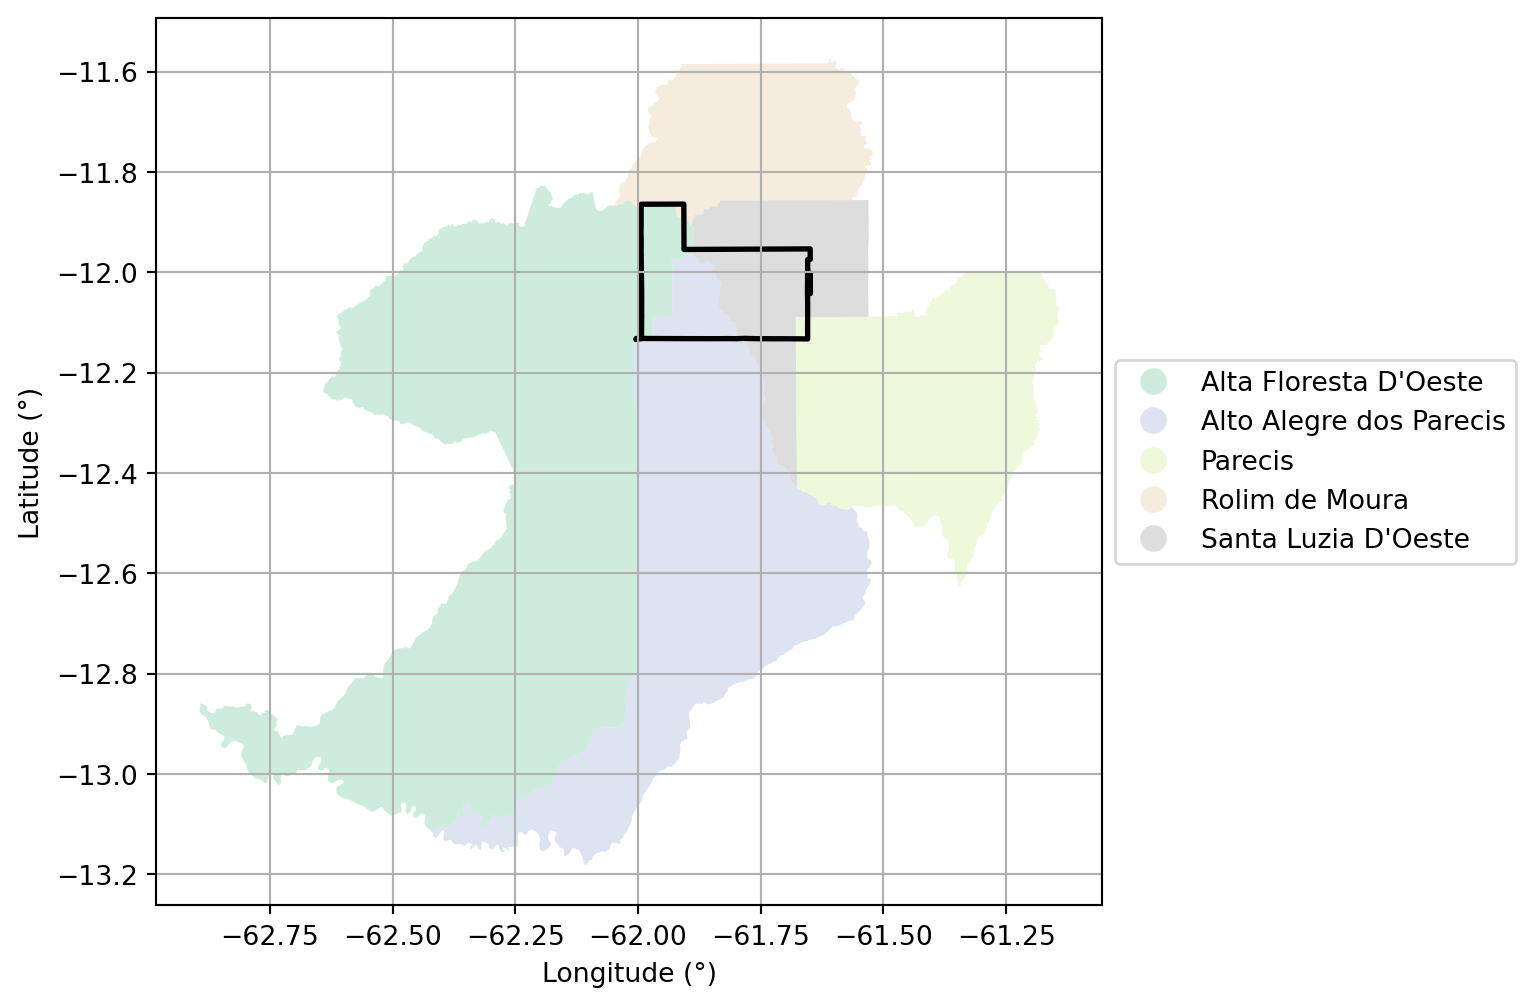 −11.6
−11.8
−12.0
−12.2
−12.4
−12.6
−12.8
−13.0
−13.2
Latitude (°)
−62.75 −62.50 −62.25 −62.00 −61.75 −61.50 −61.25
Longitude (°)
Alta Floresta D'Oeste
Alto Alegre dos Parecis
Parecis
Rolim de Moura
Santa Luzia D'Oeste